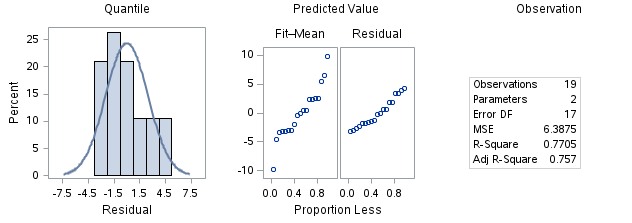 Quantile
Predicted Value
Observation
Fit–Mean
Residual
25
20
15
10
5
0
Percent
-7.5 -4.5 -1.5 1.5 4.5 7.5
Residual
10
5
0
-5
-10
0.0 0.4 0.8
0.0 0.4 0.8
Proportion Less
Observations 19
Parameters 2
Error DF 17
MSE 6.3875
R-Square 0.7705
Adj R-Square 0.757